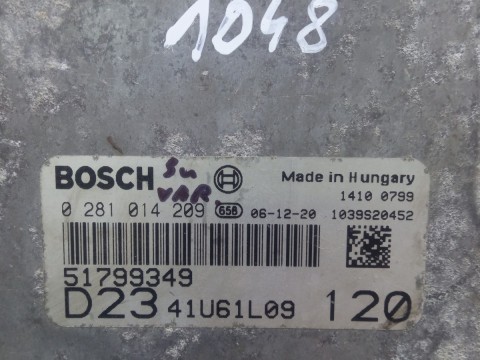 1048
BOSCH su
VAR.
Made in Hungary
1410 0799
0 281 014 209 658 06-12-20 1039S20452
51799349
D23 41U61L09 120